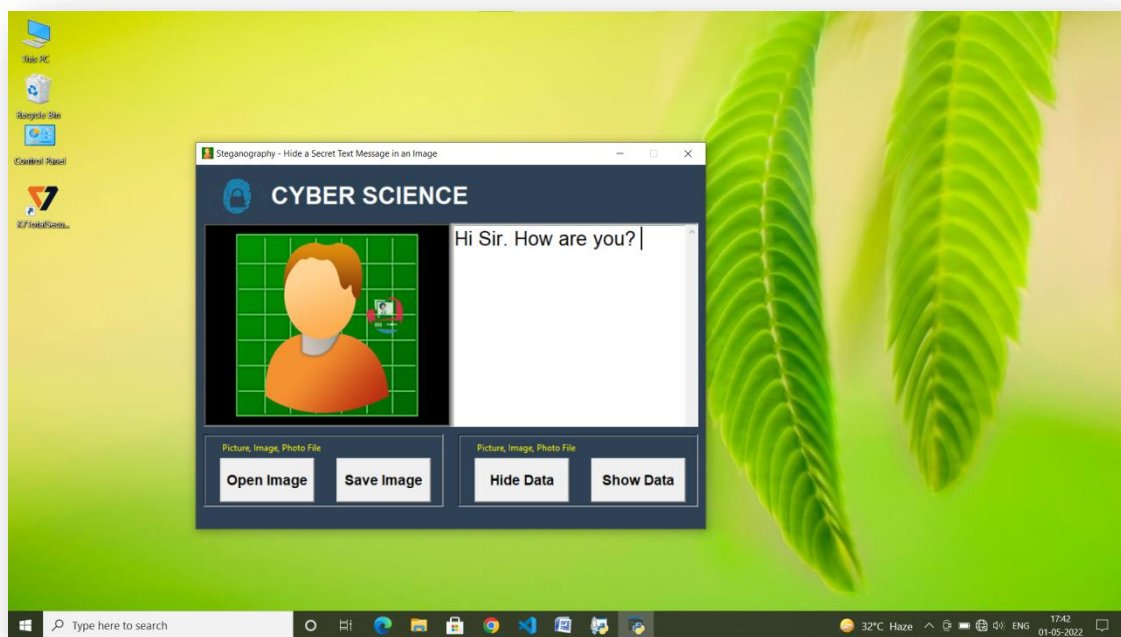 This PC
Recycle Bin
Control Panel
K7TotalSecu...
Steganography - Hide a Secret Text Message in an Image
CYBER SCIENCE
Hi Sir. How are you?
Picture, Image, Photo File
Open Image
Save Image
Picture, Image, Photo File
Hide Data
Show Data
Type here to search
32°C Haze
ENG
17:42
01-05-2022